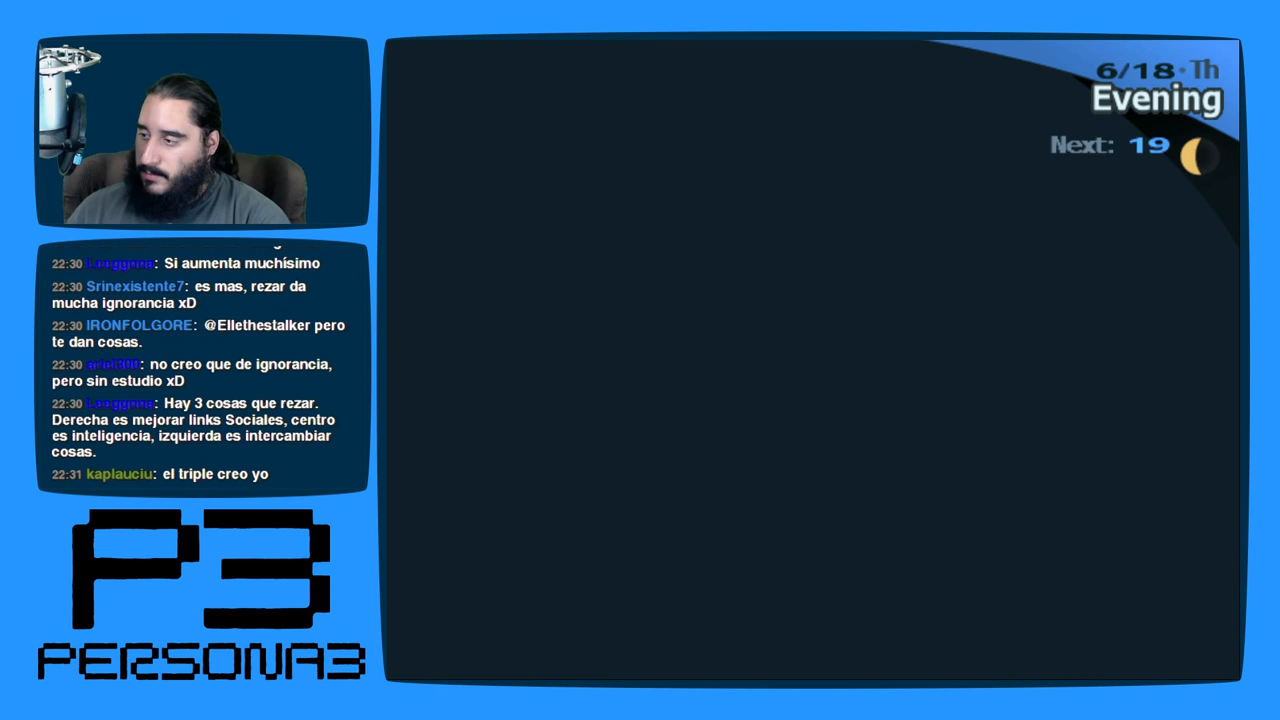 6/18·Th
Evening
Next: 19
22:30 : Si aumenta muchísimo
22:30 Srinexistente7: es mas, rezar da
mucha ignorancia xD
22:30 IRONFOLGORE: @Ellethestalker pero
te dan cosas.
22:30 : no creo que de ignorancia,
pero sin estudio xD
22:30 : Hay 3 cosas que rezar.
Derecha es mejorar links Sociales, centro
es inteligencia, izquierda es intercambiar
cosas.
22:31 kaplauciu: el triple creo yo
P3
PERSONA3